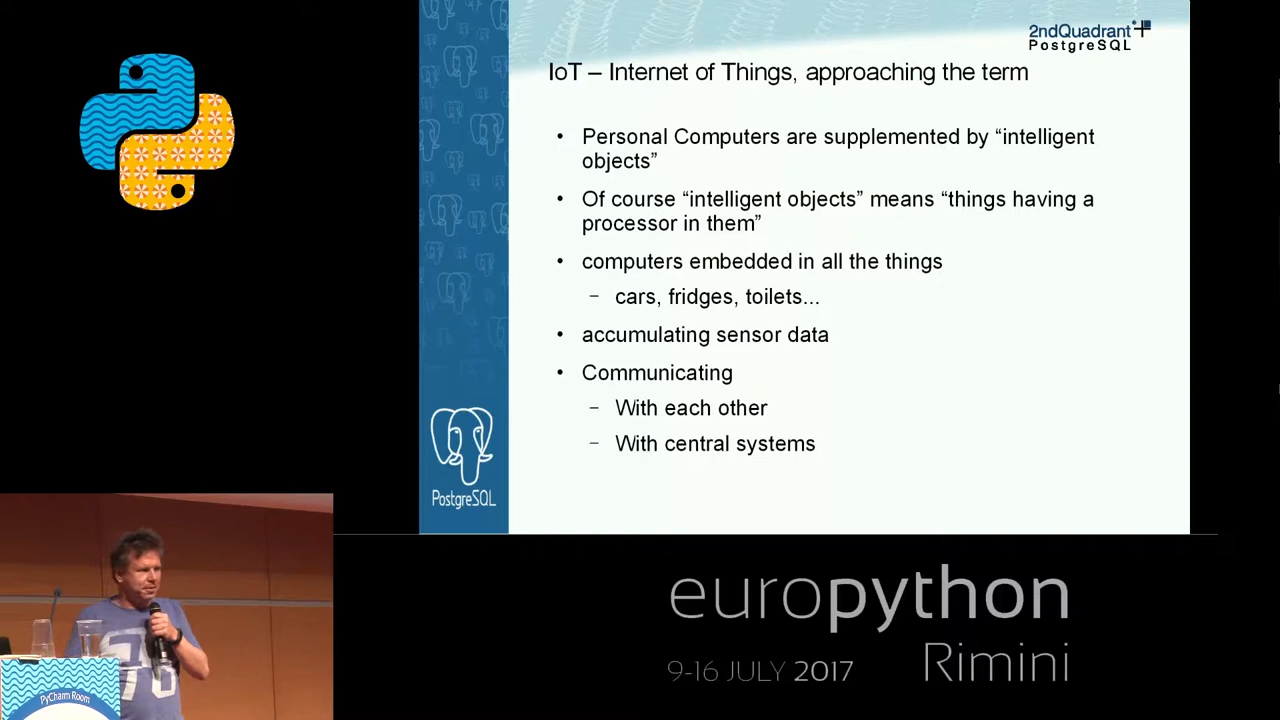 2ndQuadrant
PostgreSQL
IoT – Internet of Things, approaching the term
• Personal Computers are supplemented by “intelligent
objects”
• Of course “intelligent objects” means “things having a
processor in them”
• computers embedded in all the things
– cars, fridges, toilets...
• accumulating sensor data
• Communicating
– With each other
– With central systems
PostgreSQL
PyCharm Room
europython
Rimini
9-16 JULY 2017